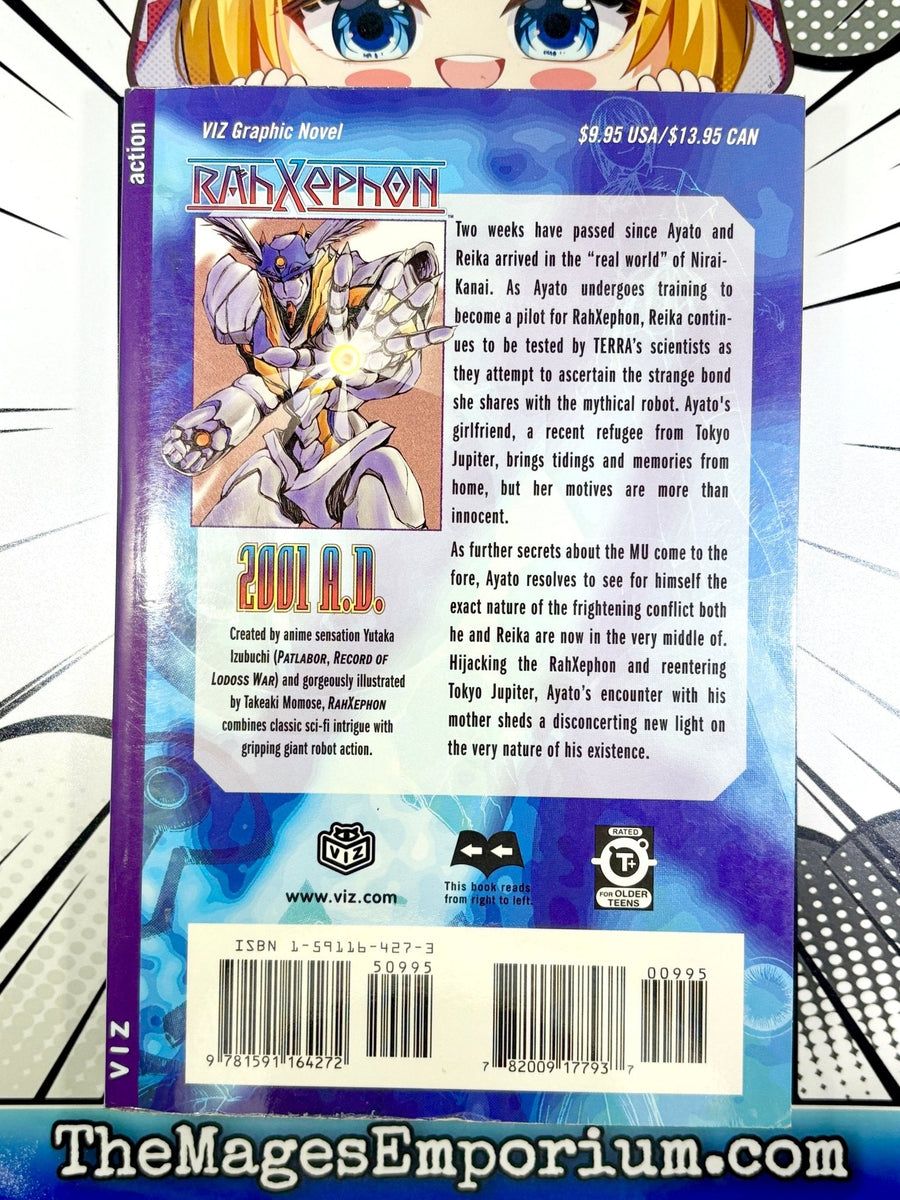 action
VIZ Graphic Novel
$9.95 USA/$13.95 CAN
RAhXephON
™
Two weeks have passed since Ayato and
Reika arrived in the “real world” of Nirai-
Kanai. As Ayato undergoes training to
become a pilot for RahXephon, Reika contin-
ues to be tested by TERRA’s scientists as
they attempt to ascertain the strange bond
she shares with the mythical robot. Ayato's
girlfriend, a recent refugee from Tokyo
Jupiter, brings tidings and memories from
home, but her motives are more than
innocent.
As further secrets about the MU come to the
fore, Ayato resolves to see for himself the
exact nature of the frightening conflict both
he and Reika are now in the very middle of.
Hijacking the RahXephon and reentering
Tokyo Jupiter, Ayato’s encounter with his
mother sheds a disconcerting new light on
the very nature of his existence.
2001 A.D.
Created by anime sensation Yutaka
Izubuchi (PATLABOR, RECORD OF
LODOSS WAR) and gorgeously illustrated
by Takeaki Momose, RAHXEPHON
combines classic sci-fi intrigue with
gripping giant robot action.
VIZ
www.viz.com
This book reads
from right to left.
RATED
T+
FOR OLDER
TEENS
ISBN 1-59116-427-3
50995
9 781591 164272
00995
7 82009 17793 7
VIZ
TheMagesEmporium.com